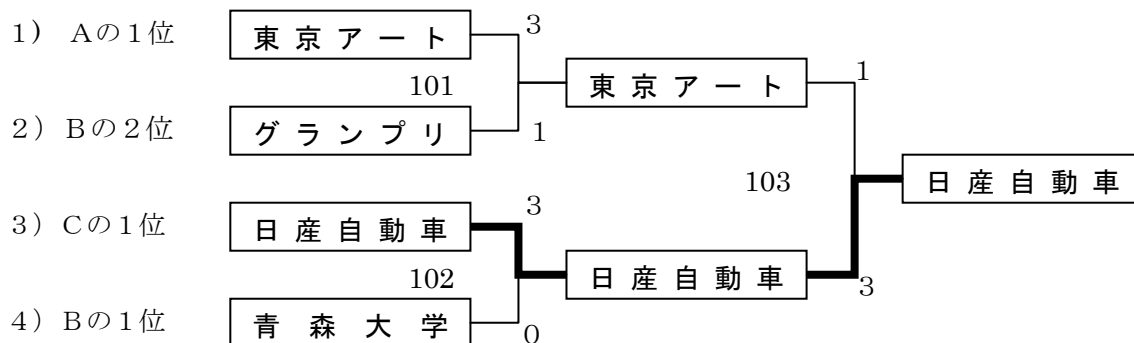 1) Aの1位 東京アート 3
101 東京アート 1
2) Bの2位 グランプリ 1
103 日産自動車
3) Cの1位 日産自動車 3
102 日産自動車 3
4) Bの1位 青森大学 0